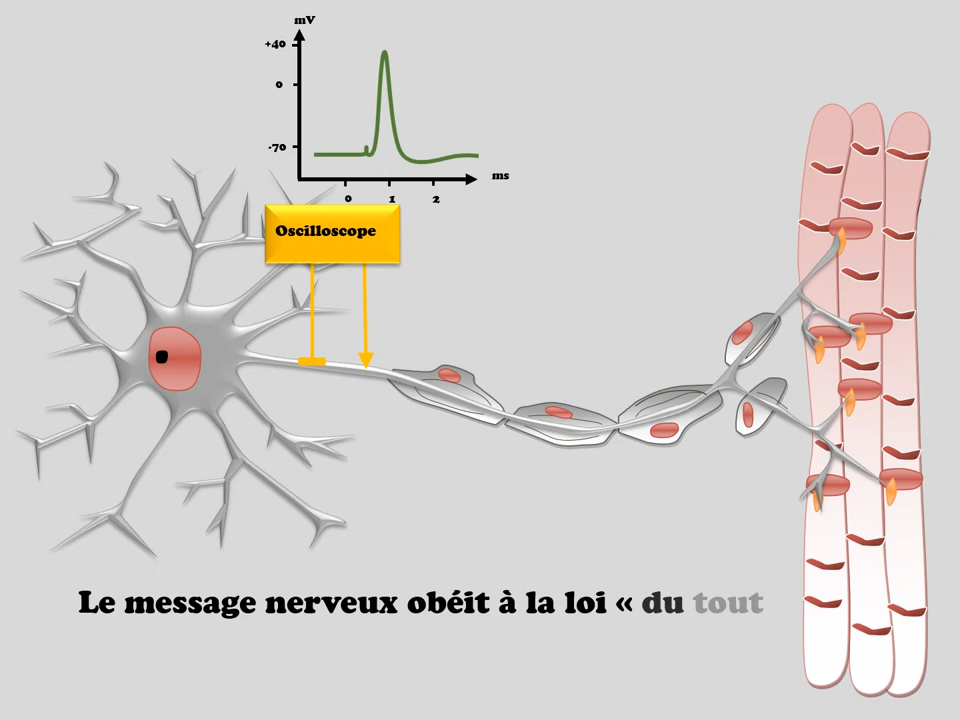 mV
+40
0
-70
ms
0 1 2
Oscilloscope
Le message nerveux obéit à la loi « du tout